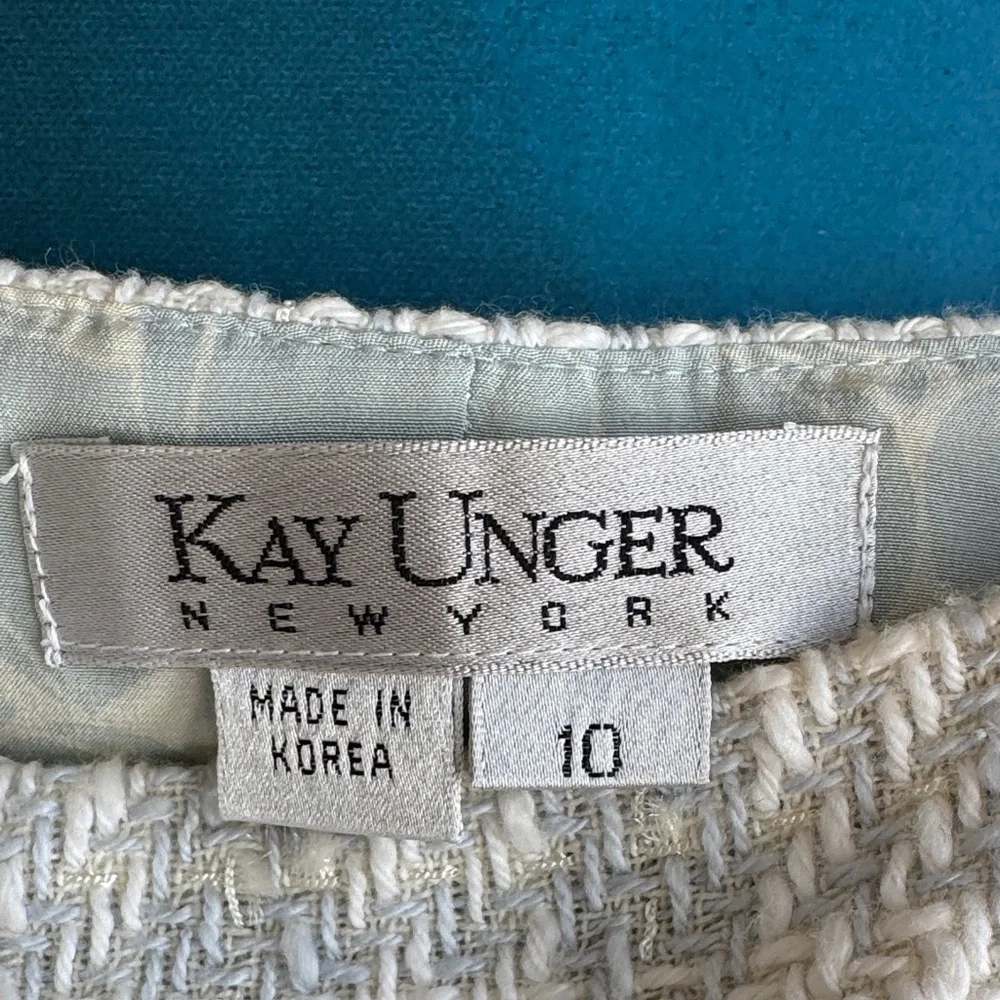 KAY UNGER
NEW YORK
MADE IN
KOREA
10